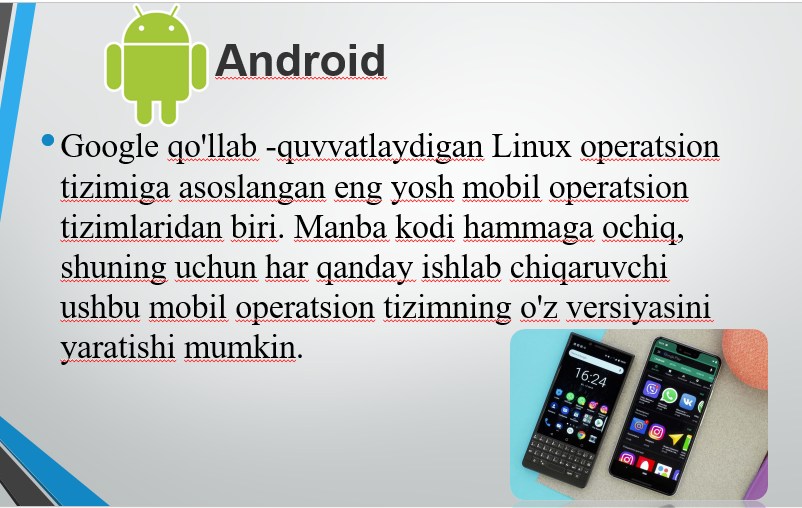 Android
Google qo'llab -quvvatlaydigan Linux operatsion
tizimiga asoslangan eng yosh mobil operatsion
tizimlaridan biri. Manba kodi hammaga ochiq,
shuning uchun har qanday ishlab chiqaruvchi
ushbu mobil operatsion tizimning o'z versiyasini
yaratishi mumkin.
16:24